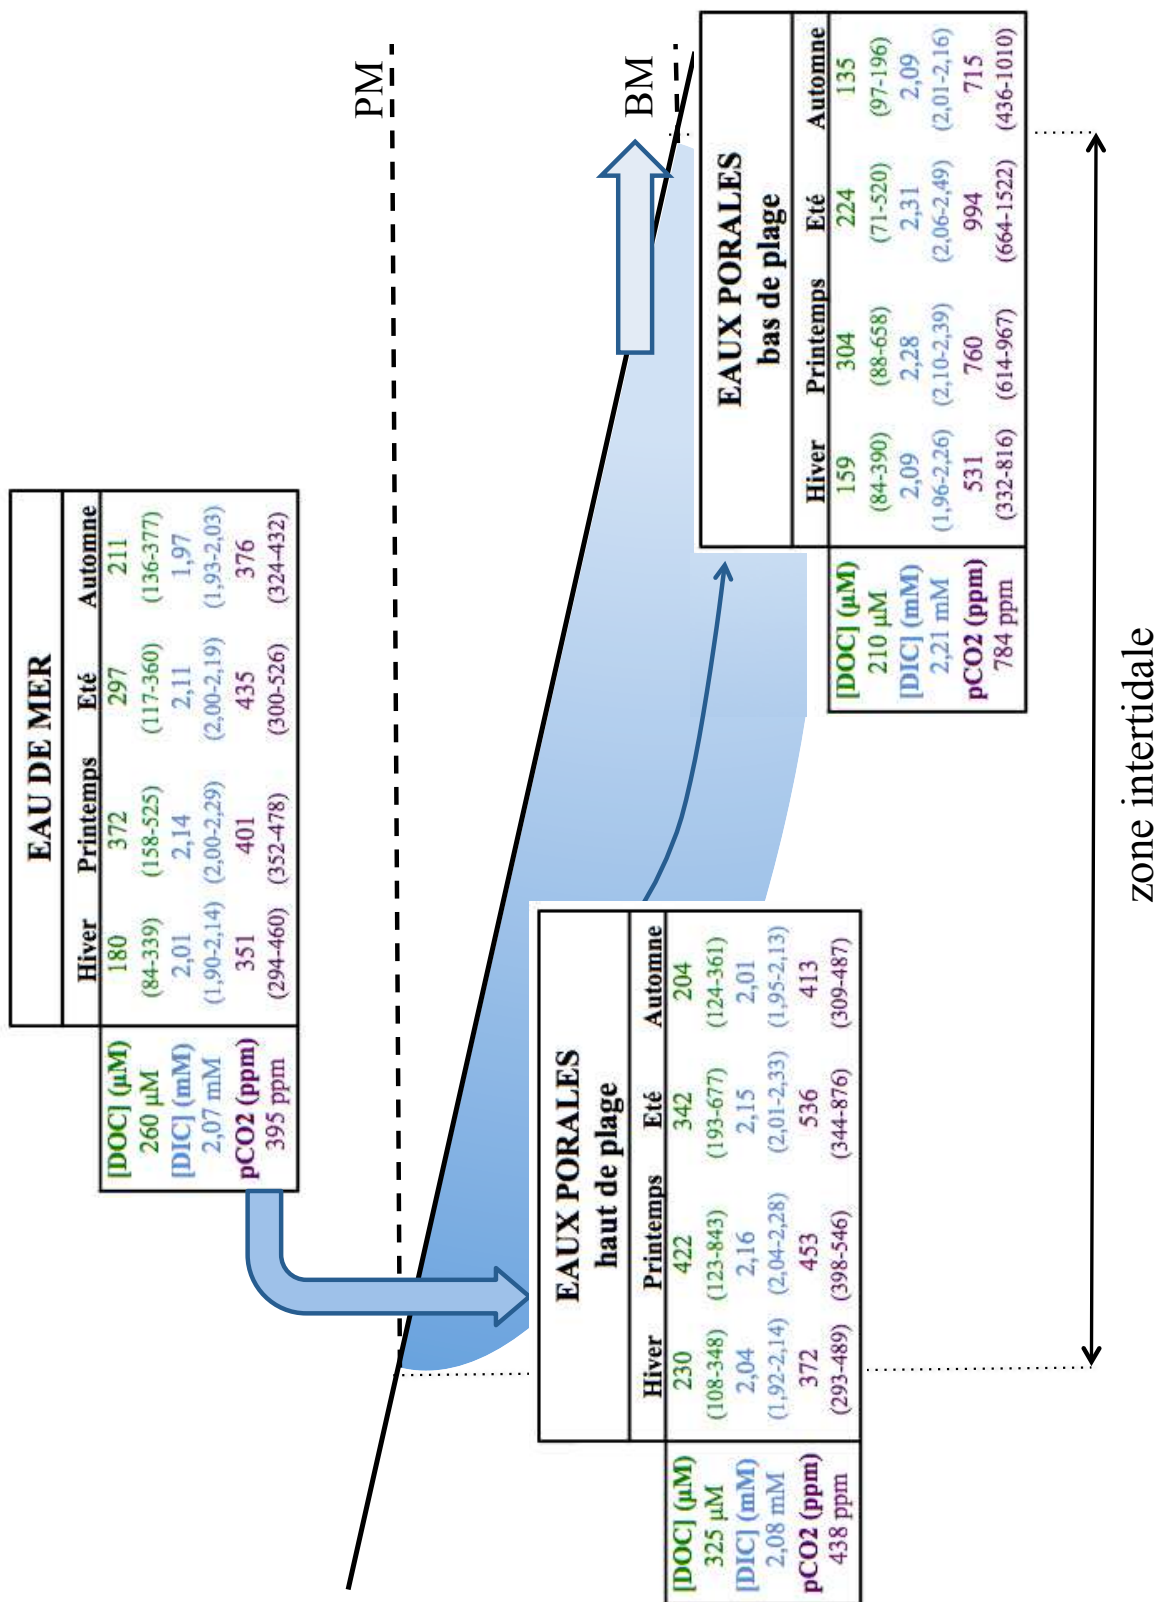 EAU DE MER
Hiver Printemps Eté Automne
[DOC] (µM) 180 372 297 211
260 µM (84-339) (158-525) (117-360) (136-377)
[DIC] (mM) 2,01 2,14 2,11 1,97
2,07 mM (1,90-2,14) (2,00-2,29) (2,00-2,19) (1,93-2,03)
pCO2 (ppm) 351 401 435 376
395 ppm (294-460) (352-478) (300-526) (324-432)
PM
BM
EAUX PORALES
haut de plage
Hiver Printemps Eté Automne
[DOC] (µM) 230 422 342 204
325 µM (108-348) (123-843) (193-677) (124-361)
[DIC] (mM) 2,04 2,16 2,15 2,01
2,08 mM (1,92-2,14) (2,04-2,28) (2,01-2,33) (1,95-2,13)
pCO2 (ppm) 372 453 536 413
438 ppm (293-489) (398-546) (344-876) (309-487)
EAUX PORALES
bas de plage
Hiver Printemps Eté Automne
[DOC] (µM) 159 304 224 135
210 µM (84-390) (88-658) (71-520) (97-196)
[DIC] (mM) 2,09 2,28 2,31 2,09
2,21 mM (1,96-2,26) (2,10-2,39) (2,06-2,49) (2,01-2,16)
pCO2 (ppm) 531 760 994 715
784 ppm (332-816) (614-967) (664-1522) (436-1010)
zone intertidale